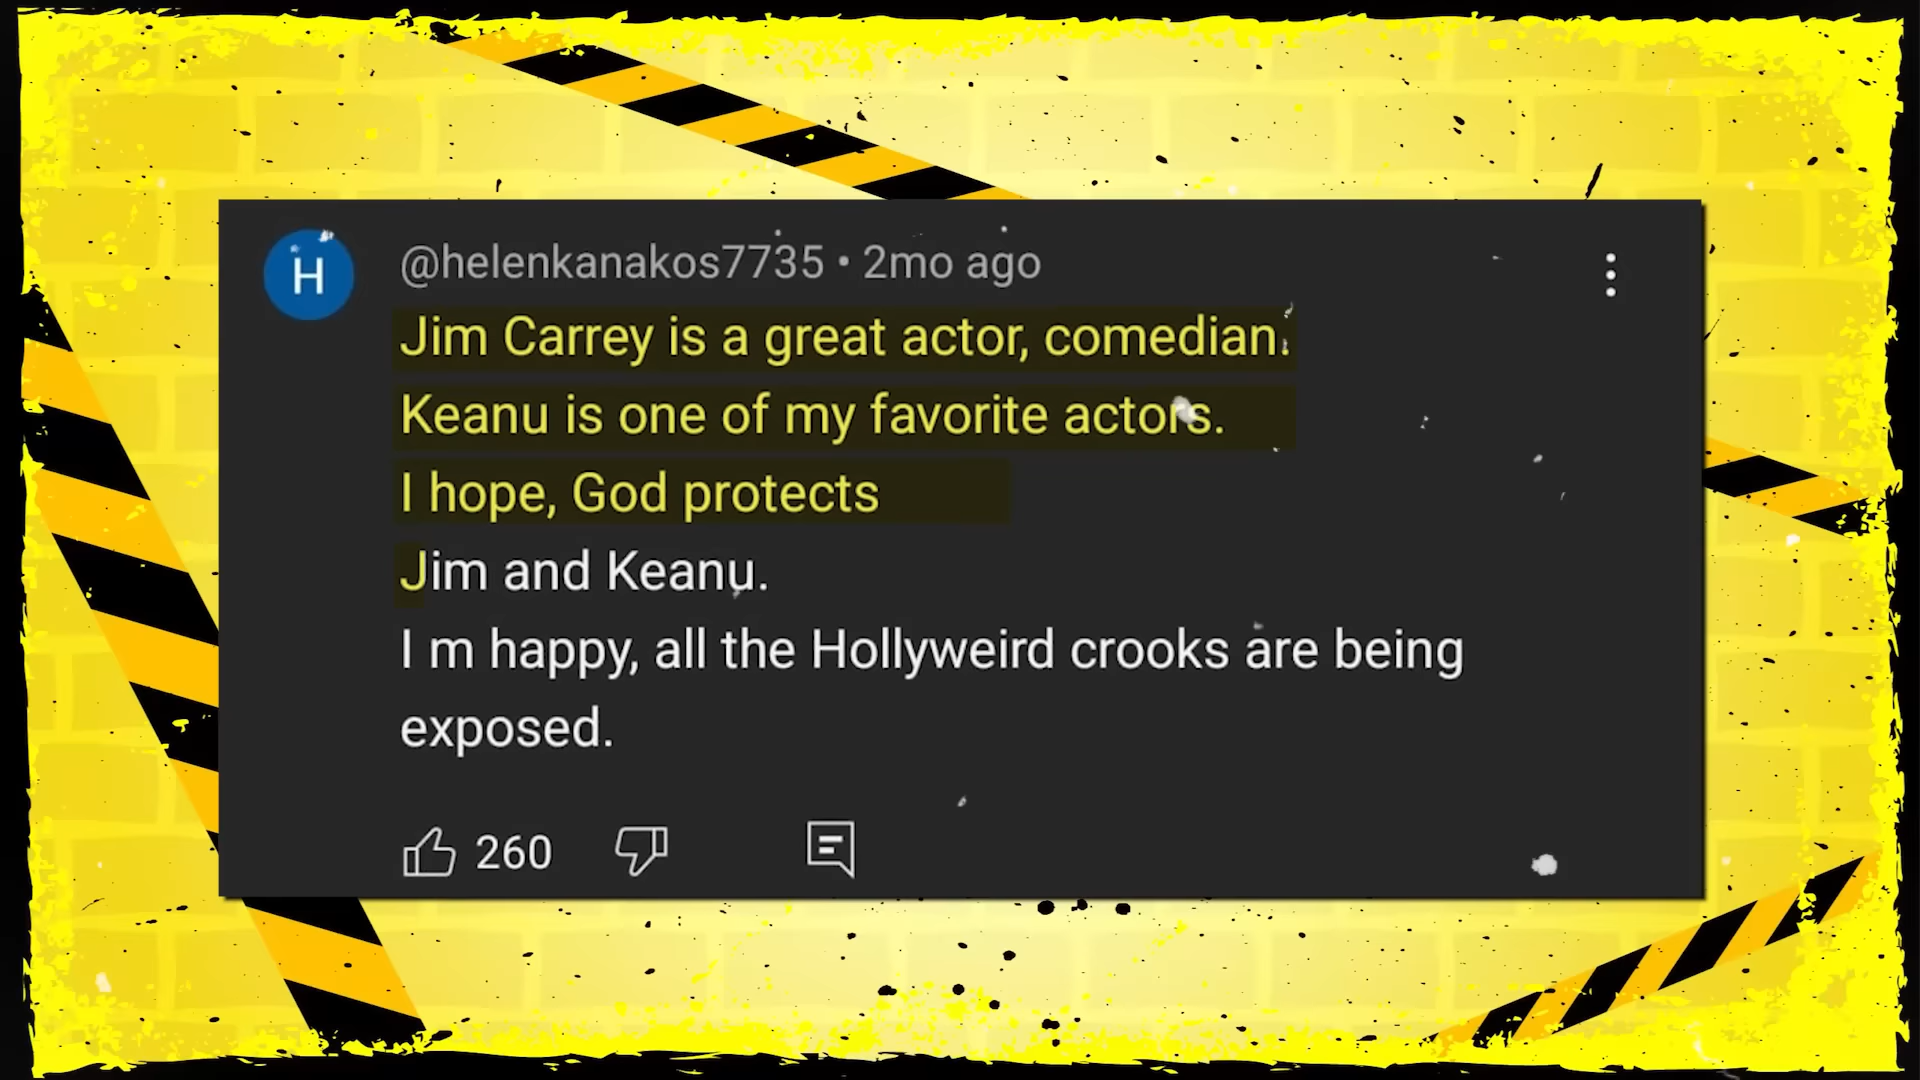 H
@helenkanakos7735 • 2mo ago
Jim Carrey is a great actor, comedian.
Keanu is one of my favorite actors.
I hope, God protects
Jim and Keanu.
I m happy, all the Hollyweird crooks are being
exposed.
260